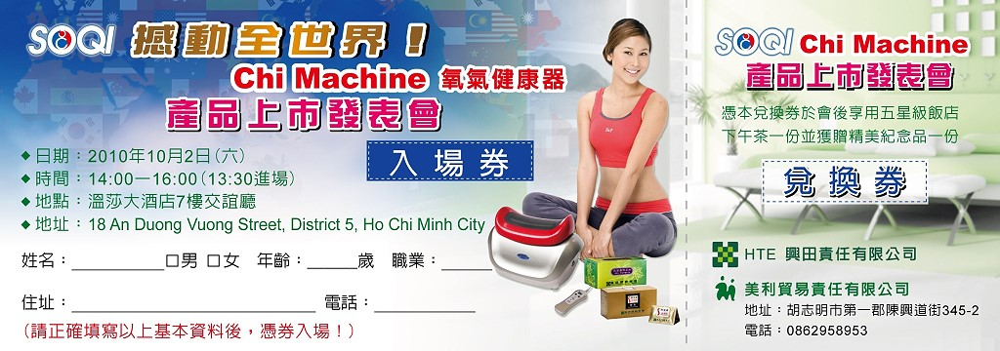 SOQI 撼動全世界！
Chi Machine 氧氣健康器
產品上市發表會
◆日期：2010年10月2日(六)
◆時間：14:00－16:00(13:30進場)
◆地點：溫莎大酒店7樓交誼廳
◆地址：18 An Duong Vuong Street, District 5, Ho Chi Minh City
入場券
姓名：__________□男 □女 年齡：_____歲 職業：_____
住址：__________________________ 電話：______________
(請正確填寫以上基本資料後，憑券入場！)
SOQI Chi Machine
產品上市發表會
憑本兌換券於會後享用五星級飯店
下午茶一份並獲贈精美紀念品一份
兌換券
HTE 興田責任有限公司
美利貿易責任有限公司
地址：胡志明市第一郡陳興道街345-2
電話：0862958953